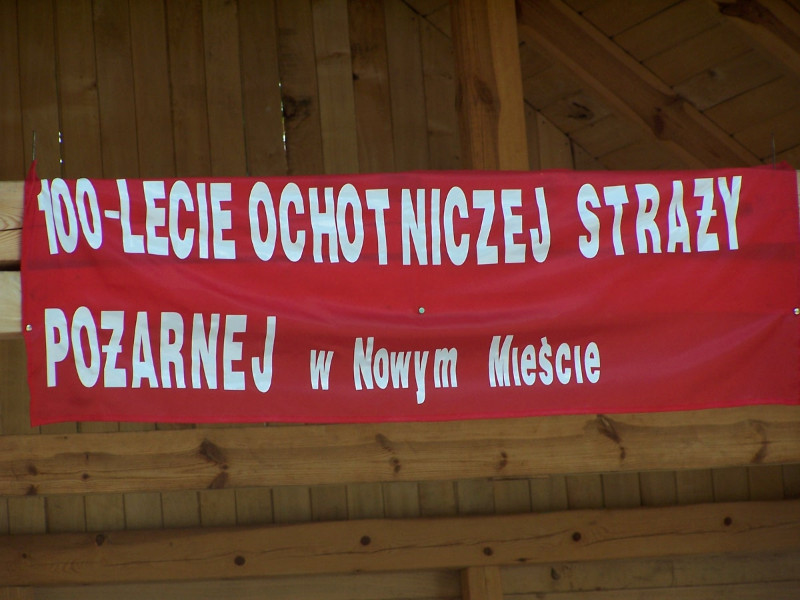 100-LECIE OCHOTNICZEJ STRAŻY
POŻARNEJ w Nowym Mieście